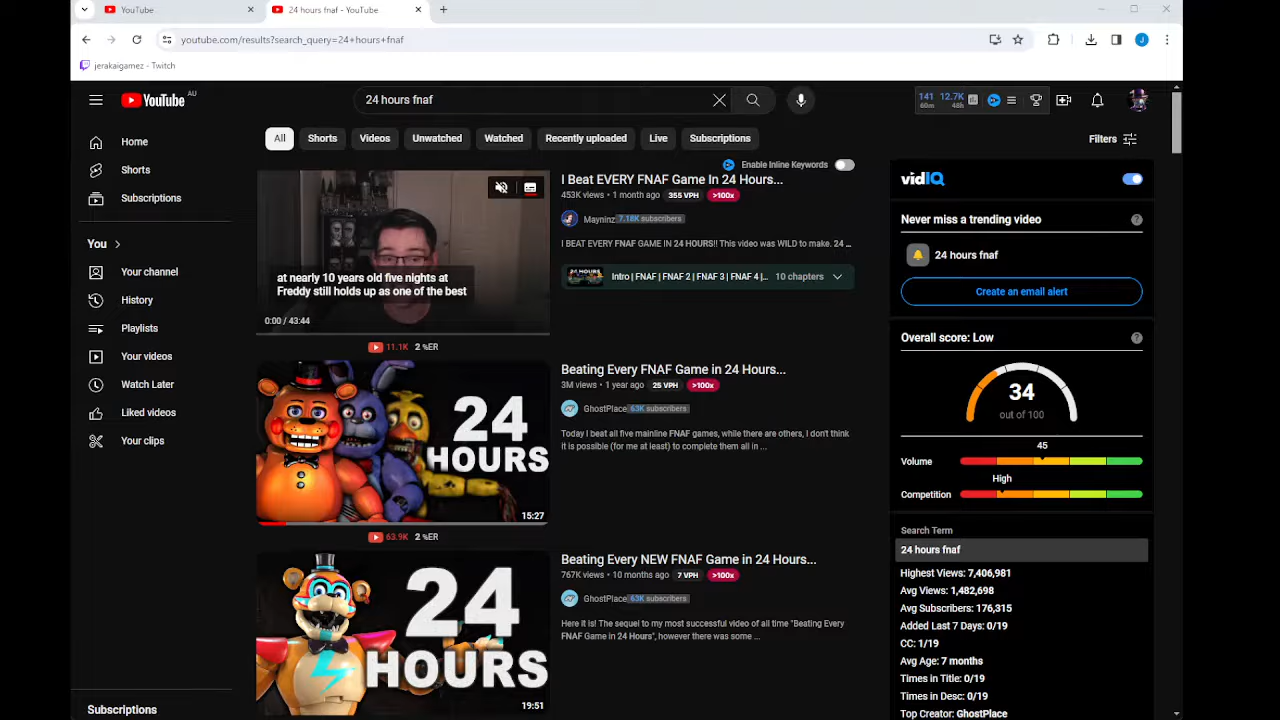 YouTube
24 hours fnaf - YouTube
youtube.com/results?search_query=24+hours+fnaf
jerakaigamez - Twitch
YouTube AU
24 hours fnaf
141
60m
12.7K
48h
All
Shorts
Videos
Unwatched
Watched
Recently uploaded
Live
Subscriptions
Filters
Home
Shorts
Subscriptions
You
Your channel
History
Playlists
Your videos
Watch Later
Liked videos
Your clips
Subscriptions
Enable Inline Keywords
at nearly 10 years old five nights at
Freddy still holds up as one of the best
0:00 / 43:44
11.1K 2 %ER
I Beat EVERY FNAF Game In 24 Hours...
453K views • 1 month ago 355 VPH >100x
Mayninz 7.18K subscribers
I BEAT EVERY FNAF GAME IN 24 HOURS!! This video was WILD to make. 24 ...
24 HOURS
Intro | FNAF | FNAF 2 | FNAF 3 | FNAF 4 |... 10 chapters
24
HOURS
15:27
63.9K 2 %ER
Beating Every FNAF Game in 24 Hours...
3M views • 1 year ago 25 VPH >100x
GhostPlace 63K subscribers
Today I beat all five mainline FNAF games, while there are others, I don't think
it is possible (for me at least) to complete them all in ...
24
HOURS
19:51
Beating Every NEW FNAF Game in 24 Hours...
767K views • 10 months ago 7 VPH >100x
GhostPlace 63K subscribers
Here it is! The sequel to my most successful video of all time "Beating Every
FNAF Game in 24 Hours", however there was some ...
vidIQ
Never miss a trending video
24 hours fnaf
Create an email alert
Overall score: Low
34
out of 100
45
Volume
High
Competition
Search Term
24 hours fnaf
Highest Views: 7,406,981
Avg Views: 1,482,698
Avg Subscribers: 176,315
Added Last 7 Days: 0/19
CC: 1/19
Avg Age: 7 months
Times in Title: 0/19
Times in Desc: 0/19
Top Creator: GhostPlace